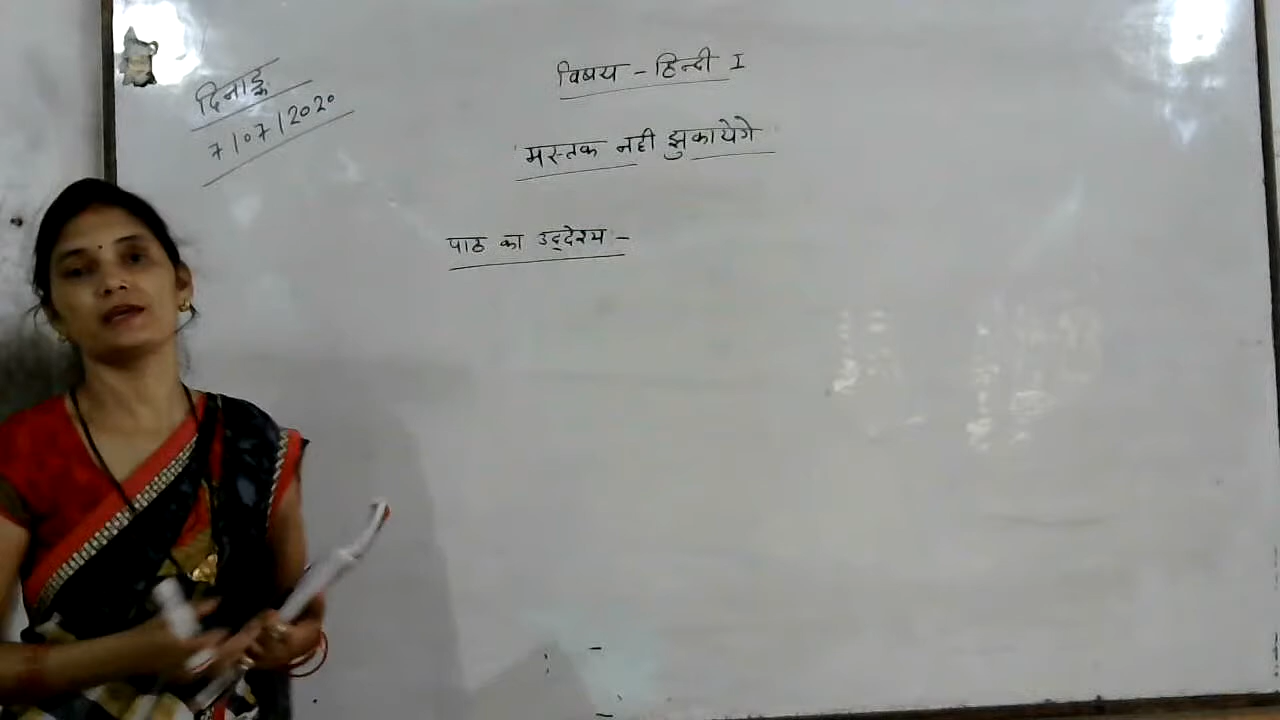 दिनाङ्क
7/07/2020
विषय - हिन्दी I
मस्तक नही झुकायेगे
पाठ का उद्देश्य -